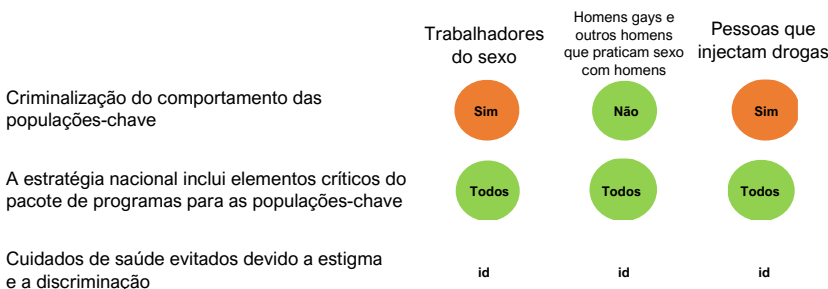 Trabalhadores
do sexo
Homens gays e
outros homens
que praticam sexo
com homens
Pessoas que
injectam drogas
Criminalização do comportamento das
populações-chave
Sim
Não
Sim
A estratégia nacional inclui elementos críticos do
pacote de programas para as populações-chave
Todos
Todos
Todos
Cuidados de saúde evitados devido a estigma
e a discriminação
id
id
id